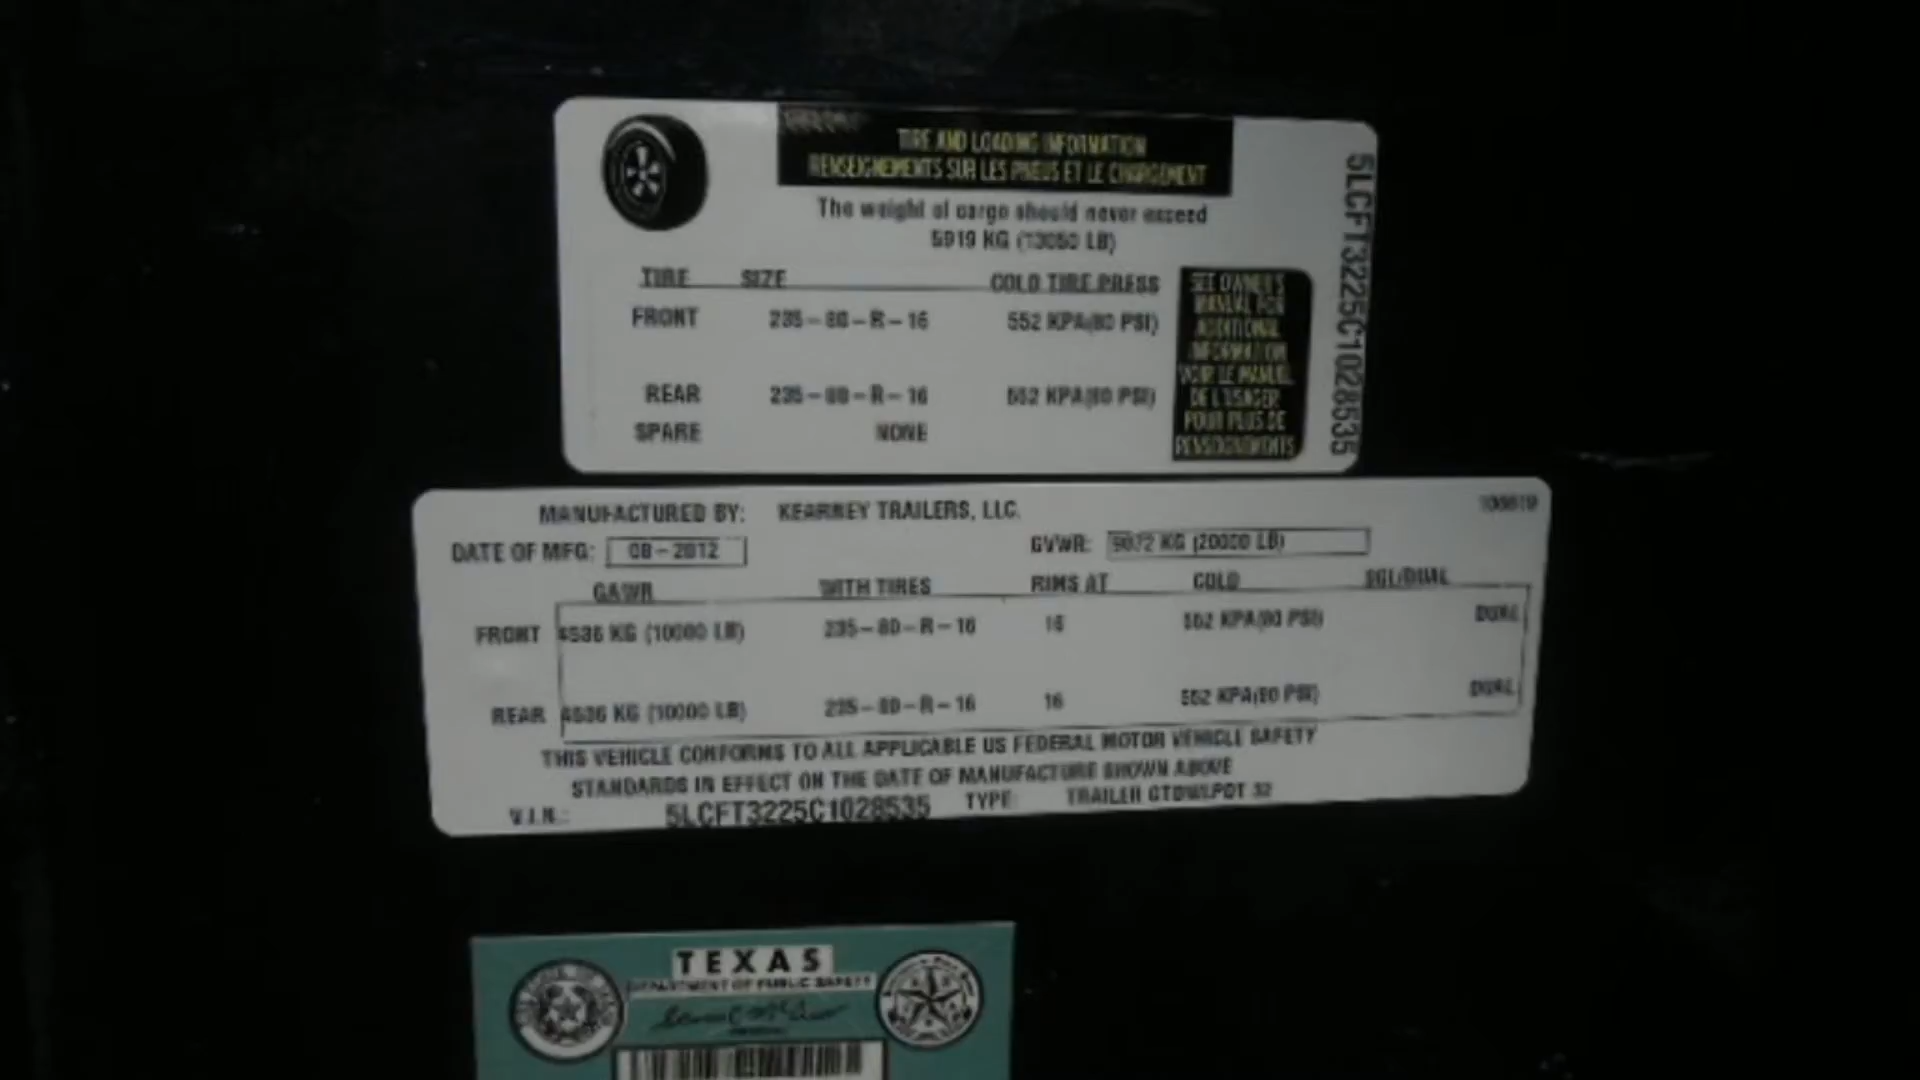 TIRE AND LOADING INFORMATION
RENSEIGNEMENTS SUR LES PNEUS ET LE CHARGEMENT
The weight of cargo should never exceed
5919 KG (13050 LB)
TIRE SIZE COLD TIRE PRESS
FRONT 235-80-R-16 552 KPA(80 PSI)
REAR 235-80-R-16 552 KPA(80 PSI)
SPARE NONE
SEE OWNER'S
MANUAL FOR
ADDITIONAL
INFORMATION
VOIR LE MANUEL
DE L'USAGER
POUR PLUS DE
RENSEIGNEMENTS
5LCFT3225C1028535
MANUFACTURED BY: KEARNEY TRAILERS, LLC.
DATE OF MFG: 08-2012 GVWR: 9072 KG (20000 LB)
GAWR WITH TIRES RIMS AT COLD SGL/DUAL
FRONT 4536 KG (10000 LB) 235-80-R-16 16 552 KPA(80 PSI) DUAL
REAR 4536 KG (10000 LB) 235-80-R-16 16 552 KPA(80 PSI) DUAL
THIS VEHICLE CONFORMS TO ALL APPLICABLE US FEDERAL MOTOR VEHICLE SAFETY
STANDARDS IN EFFECT ON THE DATE OF MANUFACTURE SHOWN ABOVE
V.I.N.: 5LCFT3225C1028535 TYPE: TRAILER
TEXAS
DEPARTMENT OF PUBLIC SAFETY